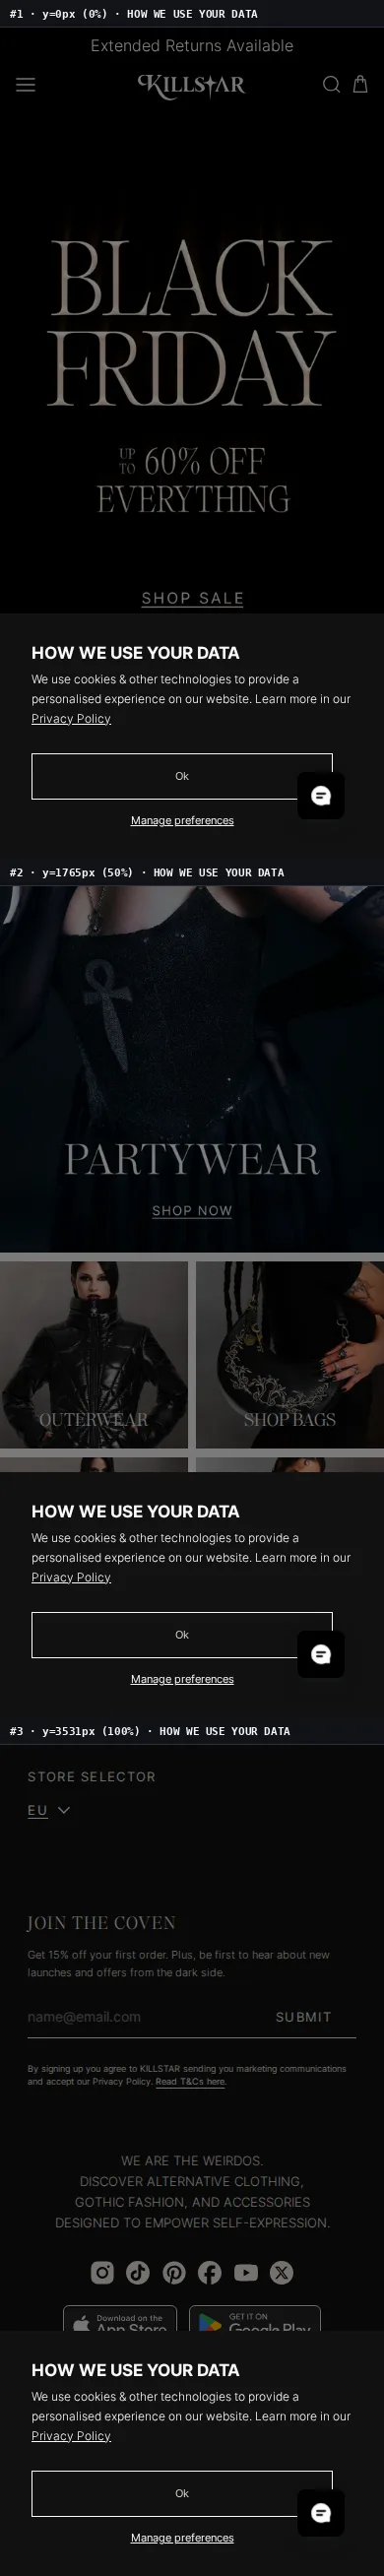 #1 · y=0px (0%) · HOW WE USE YOUR DATA
Extended Returns Available
KILLSTAR
BLACK
FRIDAY
UP TO 60% OFF
EVERYTHING
SHOP SALE
HOW WE USE YOUR DATA
We use cookies & other technologies to provide a
personalised experience on our website. Learn more in our
Privacy Policy
Ok
Manage preferences
#2 · y=1765px (50%) · HOW WE USE YOUR DATA
PARTYWEAR
SHOP NOW
OUTERWEAR
SHOP BAGS
HOW WE USE YOUR DATA
We use cookies & other technologies to provide a
personalised experience on our website. Learn more in our
Privacy Policy
Ok
Manage preferences
#3 · y=3531px (100%) · HOW WE USE YOUR DATA
STORE SELECTOR
EU
JOIN THE COVEN
Get 15% off your first order. Plus, be first to hear about new
launches and offers from the dark side.
name@email.com SUBMIT
By signing up you agree to KILLSTAR sending you marketing communications
and accept our Privacy Policy. Read T&Cs here.
WE ARE THE WEIRDOS.
DISCOVER ALTERNATIVE CLOTHING,
GOTHIC FASHION, AND ACCESSORIES
DESIGNED TO EMPOWER SELF-EXPRESSION.
Download on the
App Store
GET IT ON
Google Play
HOW WE USE YOUR DATA
We use cookies & other technologies to provide a
personalised experience on our website. Learn more in our
Privacy Policy
Ok
Manage preferences